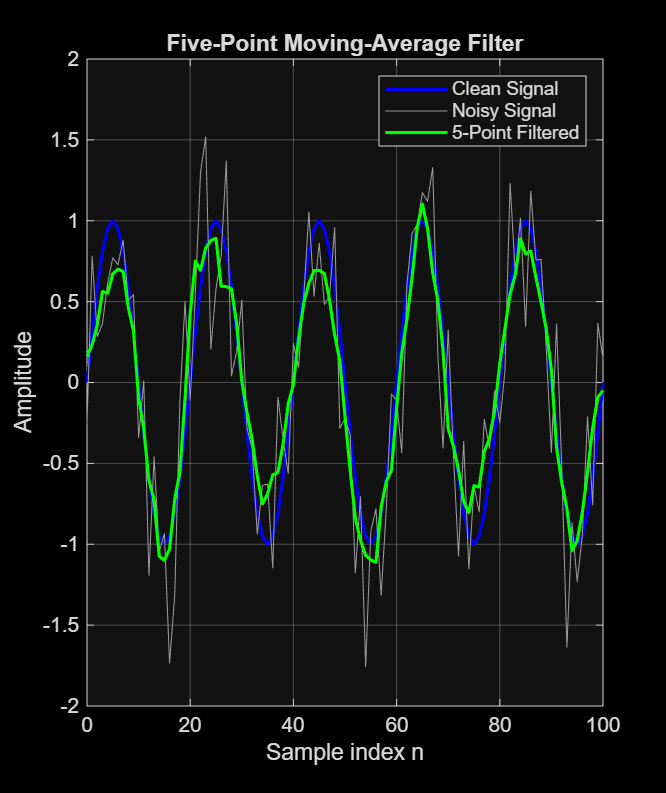 Five-Point Moving-Average Filter
Clean Signal
Noisy Signal
5-Point Filtered
2
1.5
1
0.5
0
-0.5
-1
-1.5
-2
Amplitude
0 20 40 60 80 100
Sample index n